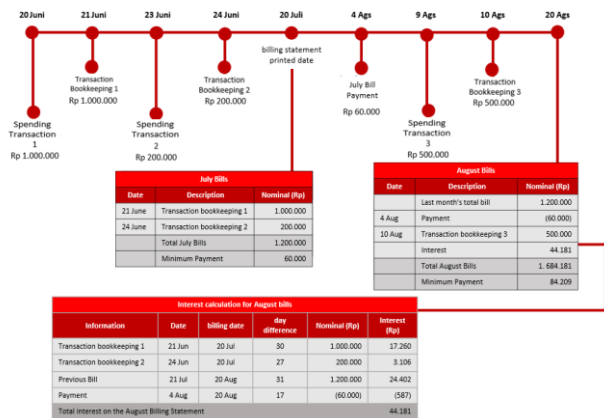 20 Juni 21 Juni 23 Juni 24 Juni 20 Juli 4 Ags 9 Ags 10 Ags 20 Ags
billing statement
printed date
Transaction
Bookkeeping 1
Rp 1.000.000
Transaction
Bookkeeping 2
Rp 200.000
July Bill
Payment
Rp 60.000
Transaction
Bookkeeping 3
Rp 500.000
Spending
Transaction
1
Rp 1.000.000
Spending
Transaction
2
Rp 200.000
Spending
Transaction
3
Rp 500.000
July Bills
Date Description Nominal (Rp)
21 June Transaction bookkeeping 1 1.000.000
24 June Transaction bookkeeping 2 200.000
Total July Bills 1.200.000
Minimum Payment 60.000
August Bills
Date Description Nominal (Rp)
Last month's total bill 1.200.000
4 Aug Payment (60.000)
10 Aug Transaction bookkeeping 3 500.000
Interest 44.181
Total August Bills 1. 684.181
Minimum Payment 84.209
Interest calculation for August bills
Information Date billing date day difference Nominal (Rp) Interest (Rp)
Transaction bookkeeping 1 21 Jun 20 Jul 30 1.000.000 17.260
Transaction bookkeeping 2 24 Jun 20 Jul 27 200.000 3.106
Previous Bill 21 Jul 20 Aug 31 1.200.000 24.402
Payment 4 Aug 20 Aug 17 (60.000) (587)
Total interest on the August Billing Statement 44.181